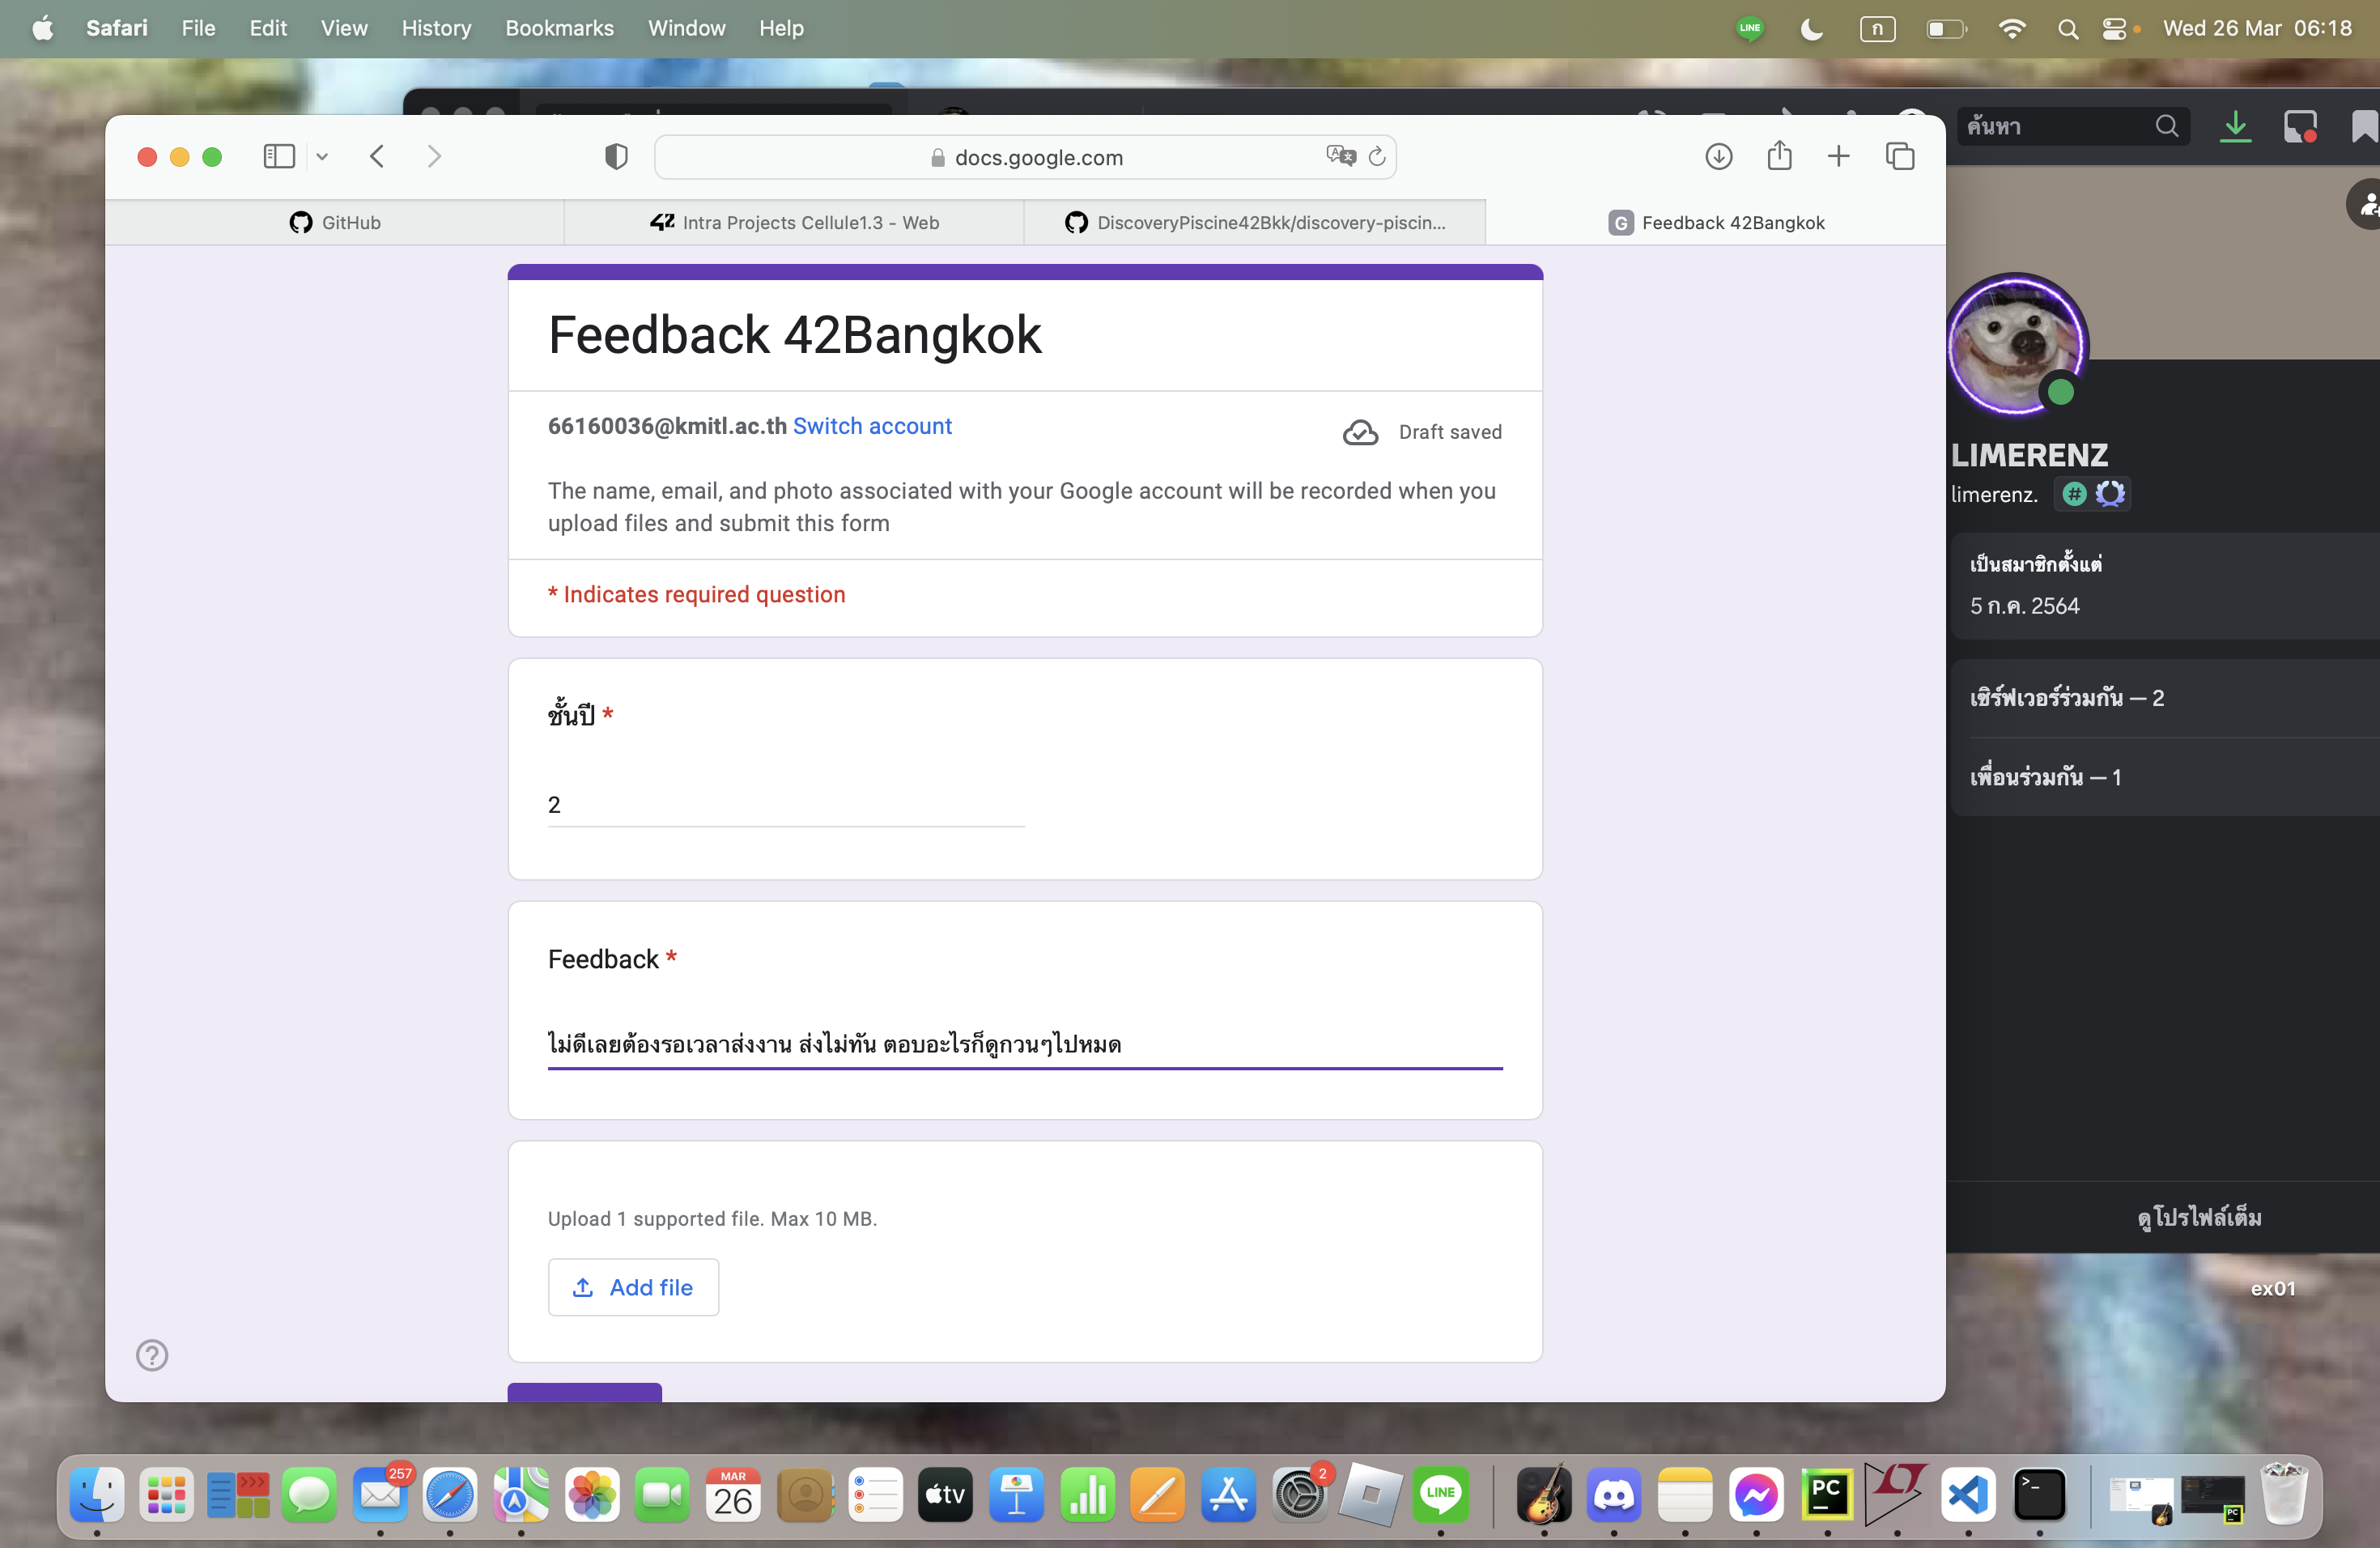 Safari File Edit View History Bookmarks Window Help LINE ก Wed 26 Mar 06:18
ค้นหา
docs.google.com
GitHub
42 Intra Projects Cellule1.3 - Web
DiscoveryPiscine42Bkk/discovery-piscin...
G Feedback 42Bangkok
Feedback 42Bangkok
66160036@kmitl.ac.th Switch account
Draft saved
The name, email, and photo associated with your Google account will be recorded when you
upload files and submit this form
* Indicates required question
ชั้นปี *
2
Feedback *
ไม่ดีเลยต้องรอเวลาส่งงาน ส่งไม่ทัน ตอบอะไรก็ดูกวนๆไปหมด
Upload 1 supported file. Max 10 MB.
Add file
LIMERENZ
limerenz.
เป็นสมาชิกตั้งแต่
5 ก.ค. 2564
เซิร์ฟเวอร์ร่วมกัน — 2
เพื่อนร่วมกัน — 1
ดูโปรไฟล์เต็ม
ex01
257
MAR
26
tv
2
LINE
PC
PC